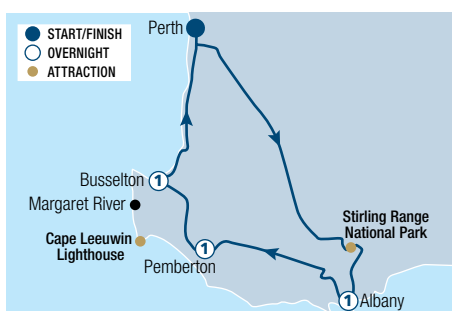 START/FINISH
1 OVERNIGHT
ATTRACTION
Perth
Busselton 1
Margaret River
Cape Leeuwin
Lighthouse
1
Pemberton
Stirling Range
National Park
1 Albany